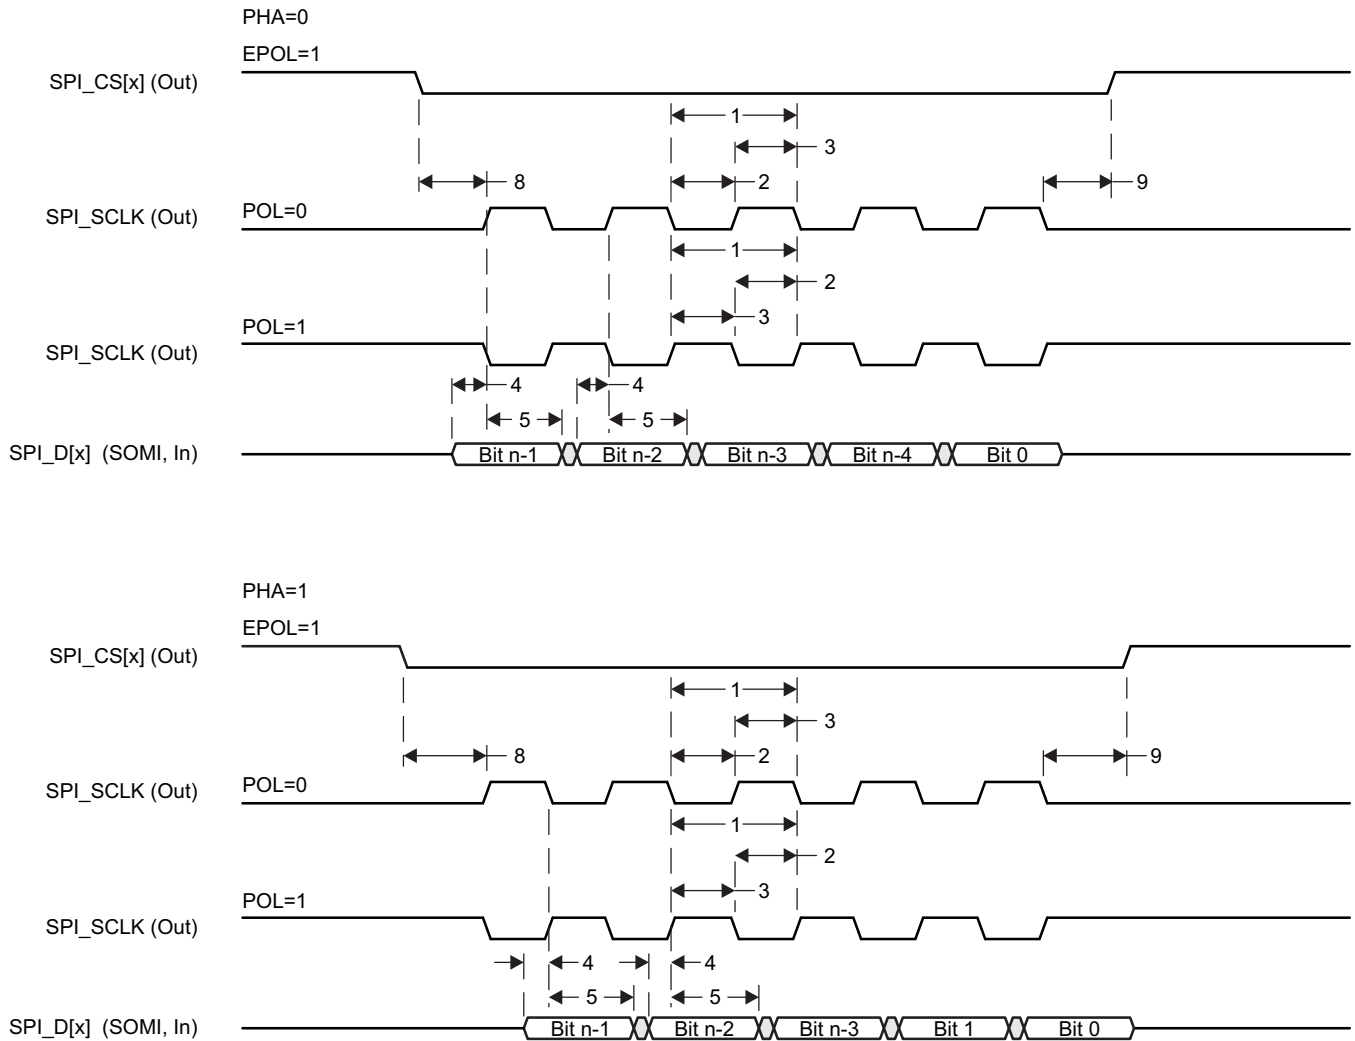 PHA=0
EPOL=1
SPI_CS[x] (Out)
1
3
8
2
9
SPI_SCLK (Out)
POL=0
1
2
3
POL=1
SPI_SCLK (Out)
4
4
5
5
SPI_D[x] (SOMI, In)
Bit n-1
Bit n-2
Bit n-3
Bit n-4
Bit 0
PHA=1
EPOL=1
SPI_CS[x] (Out)
1
3
8
2
9
SPI_SCLK (Out)
POL=0
1
2
3
POL=1
SPI_SCLK (Out)
4
4
5
5
SPI_D[x] (SOMI, In)
Bit n-1
Bit n-2
Bit n-3
Bit 1
Bit 0